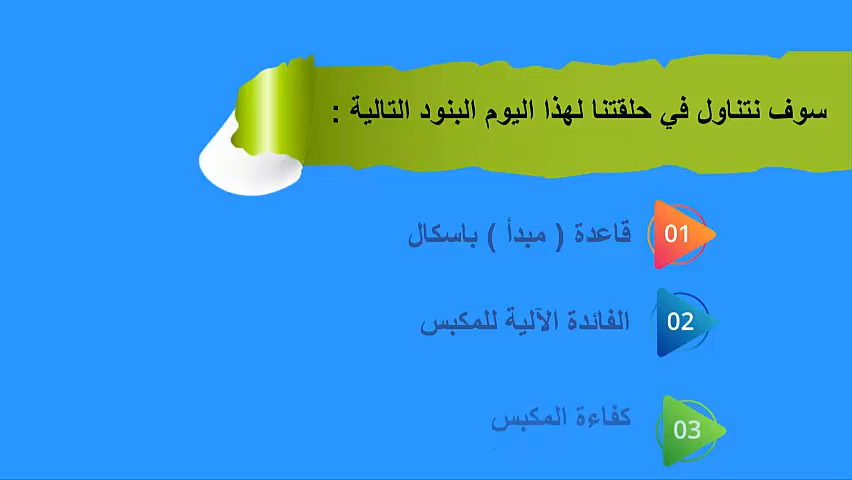 سوف نتناول في حلقتنا لهذا اليوم البنود التالية :
01 قاعدة ( مبدأ ) باسكال
02 الفائدة الآلية للمكبس
03 كفاءة المكبس